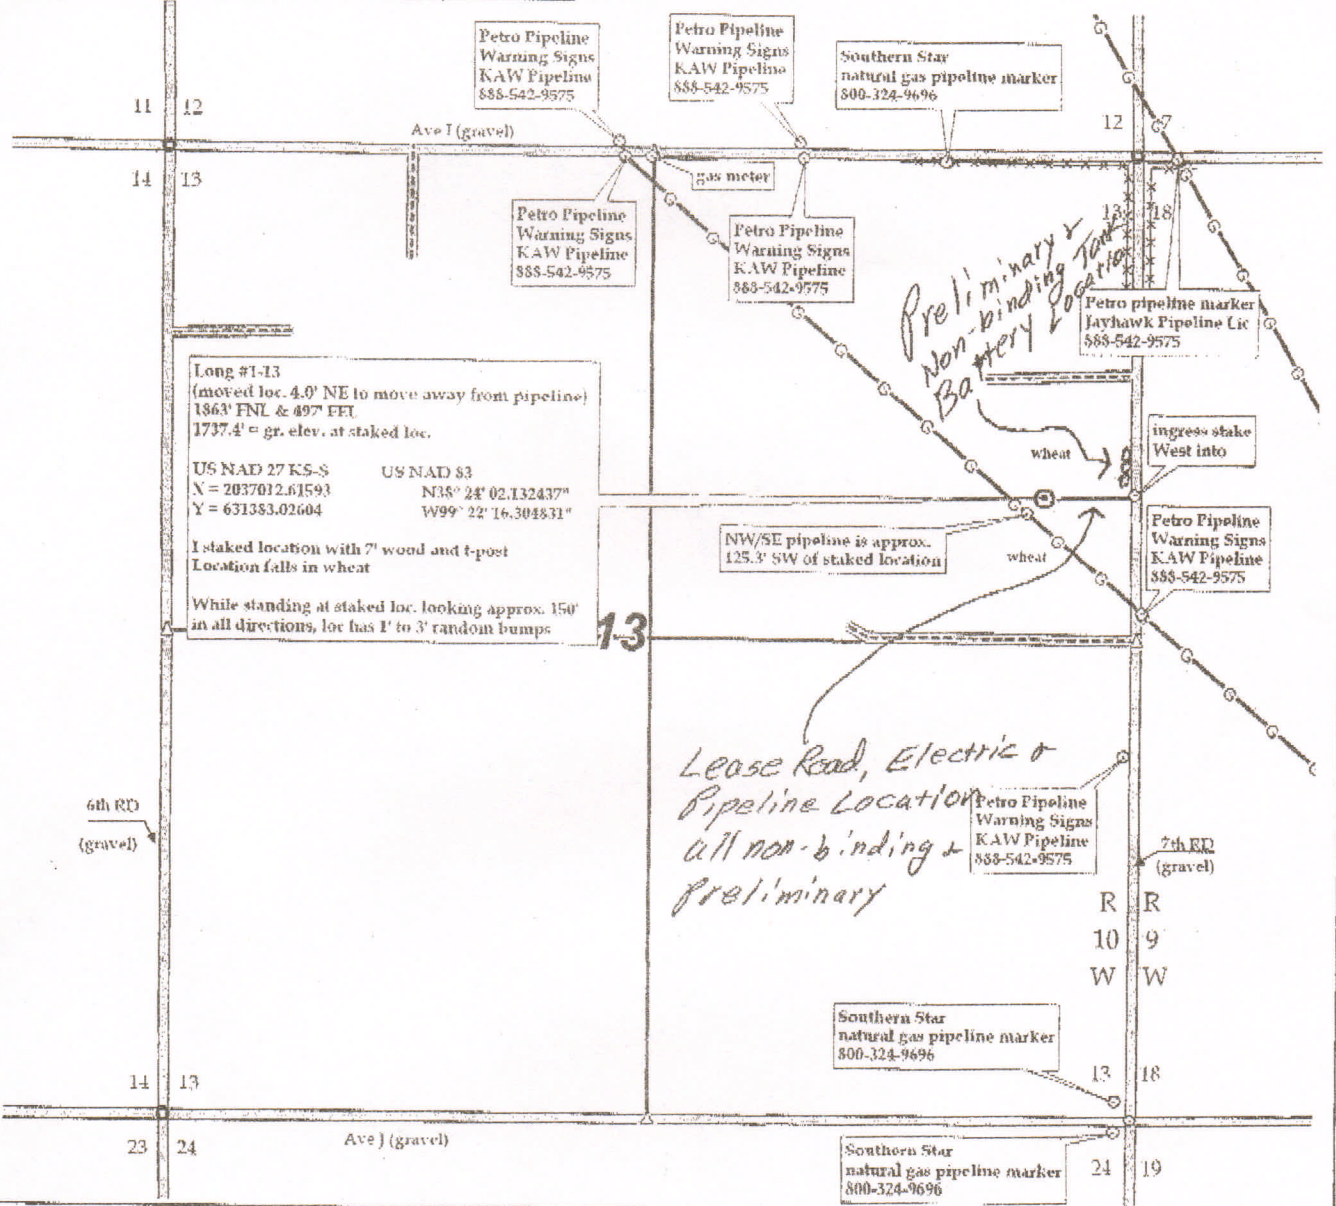 Petro Pipeline
Warning Signs
KAW Pipeline
888-542-9575
Petro Pipeline
Warning Signs
KAW Pipeline
888-542-9575
Southern Star
natural gas pipeline marker
800-324-9696
11 12
12 7
Ave I (gravel)
14 13
gas meter
13 18
Petro Pipeline
Warning Signs
KAW Pipeline
888-542-9575
Petro Pipeline
Warning Signs
KAW Pipeline
888-542-9575
Preliminary &
Non-binding Tank
Battery Location
Petro pipeline marker
Jayhawk Pipeline Llc
888-542-9575
Long #1-13
(moved loc. 4.0' NE to move away from pipeline)
1863' FNL & 497' FEL
1737.4' = gr. elev. at staked loc.
US NAD 27 KS-S US NAD 83
X = 2037012.61593 N38° 24' 02.132437"
Y = 631383.02604 W99° 22' 16.304831"
I staked location with 7' wood and t-post
Location falls in wheat
While standing at staked loc. looking approx. 150'
in all directions, loc has 1' to 3' random bumps
ingress stake
West into
wheat
NW/SE pipeline is approx.
125.3' SW of staked location
wheat
Petro Pipeline
Warning Signs
KAW Pipeline
888-542-9575
13
Lease Road, Electric &
Pipeline Location
all non-binding &
Preliminary
Petro Pipeline
Warning Signs
KAW Pipeline
888-542-9575
6th RD
(gravel)
7th RD
(gravel)
R R
10 9
W W
Southern Star
natural gas pipeline marker
800-324-9696
14 13
13 18
Ave J (gravel)
23 24
Southern Star
natural gas pipeline marker
800-324-9696
24 19